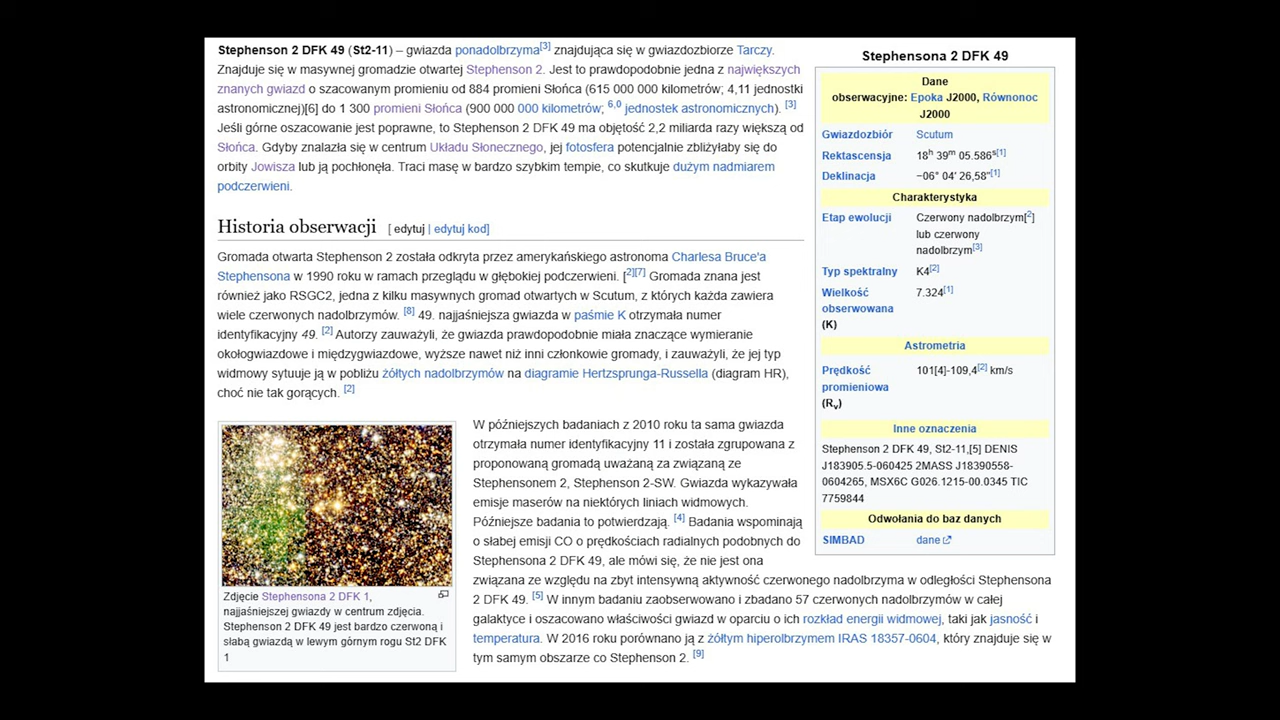 Stephenson 2 DFK 49 (St2-11) – gwiazda ponadolbrzyma[3] znajdująca się w gwiazdozbiorze Tarczy.
Znajduje się w masywnej gromadzie otwartej Stephenson 2. Jest to prawdopodobnie jedna z największych
znanych gwiazd o szacowanym promieniu od 884 promieni Słońca (615 000 000 kilometrów; 4,11 jednostki
astronomicznej)[6] do 1 300 promieni Słońca (900 000 000 kilometrów; 6,0 jednostek astronomicznych). [3]
Jeśli górne oszacowanie jest poprawne, to Stephenson 2 DFK 49 ma objętość 2,2 miliarda razy większą od
Słońca. Gdyby znalazła się w centrum Układu Słonecznego, jej fotosfera potencjalnie zbliżyłaby się do
orbity Jowisza lub ją pochłonęła. Traci masę w bardzo szybkim tempie, co skutkuje dużym nadmiarem
podczerwieni.
Historia obserwacji [ edytuj | edytuj kod]
Gromada otwarta Stephenson 2 została odkryta przez amerykańskiego astronoma Charlesa Bruce'a
Stephensona w 1990 roku w ramach przeglądu w głębokiej podczerwieni. [2][7] Gromada znana jest
również jako RSGC2, jedna z kilku masywnych gromad otwartych w Scutum, z których każda zawiera
wiele czerwonych nadolbrzymów. [8] 49. najjaśniejsza gwiazda w paśmie K otrzymała numer
identyfikacyjny 49. [2] Autorzy zauważyli, że gwiazda prawdopodobnie miała znaczące wymieranie
okołogwiazdowe i międzygwiazdowe, wyższe nawet niż inni członkowie gromady, i zauważyli, że jej typ
widmowy sytuuje ją w pobliżu żółtych nadolbrzymów na diagramie Hertzsprunga-Russella (diagram HR),
choć nie tak gorących. [2]
W późniejszych badaniach z 2010 roku ta sama gwiazda
otrzymała numer identyfikacyjny 11 i została zgrupowana z
proponowaną gromadą uważaną za związaną ze
Stephensonem 2, Stephenson 2-SW. Gwiazda wykazywała
emisje maserów na niektórych liniach widmowych.
Późniejsze badania to potwierdzają. [4] Badania wspominają
o słabej emisji CO o prędkościach radialnych podobnych do
Stephensona 2 DFK 49, ale mówi się, że nie jest ona
związana ze względu na zbyt intensywną aktywność czerwonego nadolbrzyma w odległości Stephensona
2 DFK 49. [5] W innym badaniu zaobserwowano i zbadano 57 czerwonych nadolbrzymów w całej
galaktyce i oszacowano właściwości gwiazd w oparciu o ich rozkład energii widmowej, taki jak jasność i
temperatura. W 2016 roku porównano ją z żółtym hiperolbrzymem IRAS 18357-0604, który znajduje się w
tym samym obszarze co Stephenson 2. [9]
Zdjęcie Stephensona 2 DFK 1,
najjaśniejszej gwiazdy w centrum zdjęcia.
Stephenson 2 DFK 49 jest bardzo czerwoną i
słabą gwiazdą w lewym górnym rogu St2 DFK
1
Stephensona 2 DFK 49
Dane
obserwacyjne: Epoka J2000, Równonoc
J2000
Gwiazdozbiór Scutum
Rektascensja 18h 39m 05.586s[1]
Deklinacja −06° 04′ 26,58″[1]
Charakterystyka
Etap ewolucji Czerwony nadolbrzym[2]
lub czerwony
nadolbrzym[3]
Typ spektralny K4[2]
Wielkość 7.324[1]
obserwowana
(K)
Astrometria
Prędkość 101[4]-109,4[2] km/s
promieniowa
(Rv)
Inne oznaczenia
Stephenson 2 DFK 49, St2-11,[5] DENIS
J183905.5-060425 2MASS J18390558-
0604265, MSX6C G026.1215-00.0345 TIC
7759844
Odwołania do baz danych
SIMBAD dane